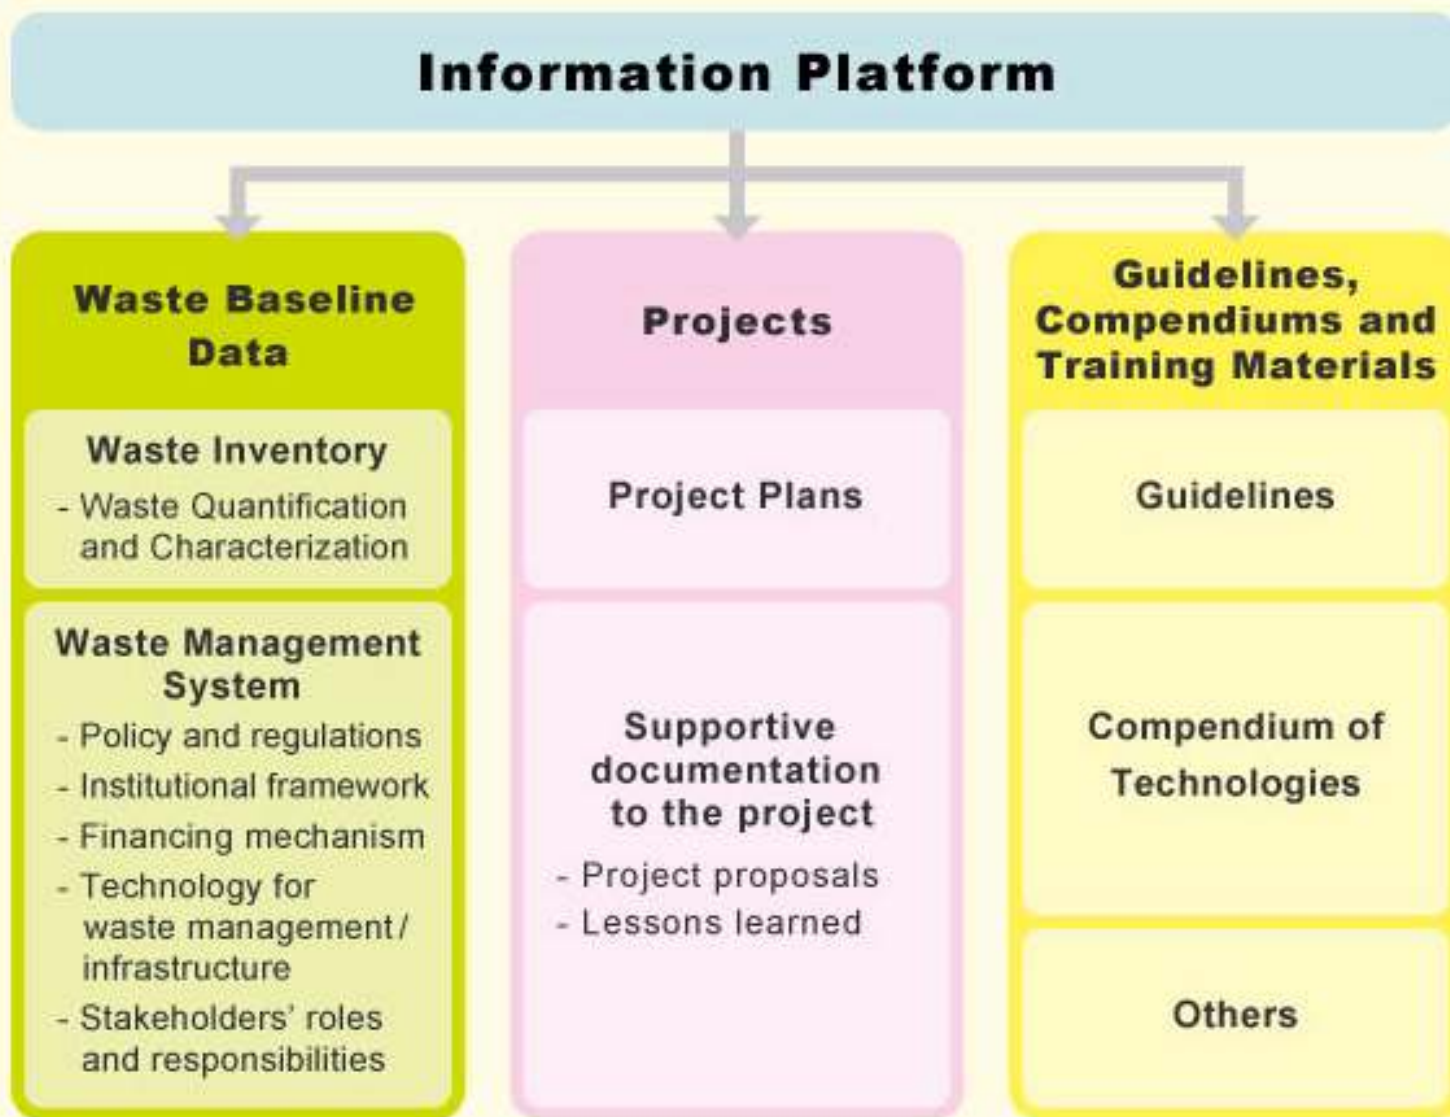 Information Platform
Waste Baseline
Data
Waste Inventory
- Waste Quantification
and Characterization
Waste Management
System
- Policy and regulations
- Institutional framework
- Financing mechanism
- Technology for
waste management/
infrastructure
- Stakeholders’ roles
and responsibilities
Projects
Project Plans
Supportive
documentation
to the project
- Project proposals
- Lessons learned
Guidelines,
Compendiums and
Training Materials
Guidelines
Compendium of
Technologies
Others